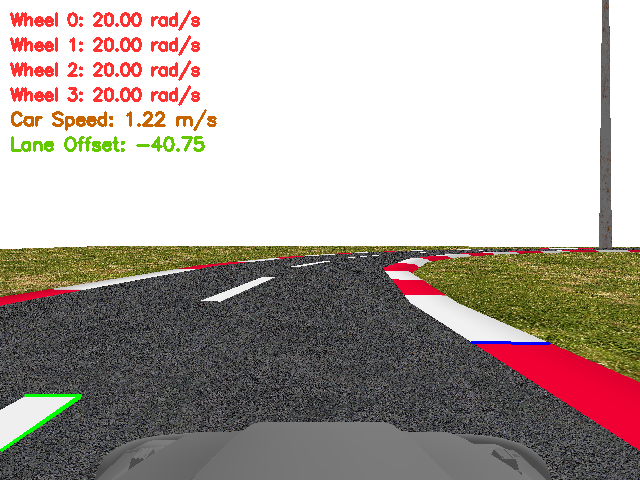 Wheel 0: 20.00 rad/s
Wheel 1: 20.00 rad/s
Wheel 2: 20.00 rad/s
Wheel 3: 20.00 rad/s
Car Speed: 1.22 m/s
Lane Offset: -40.75